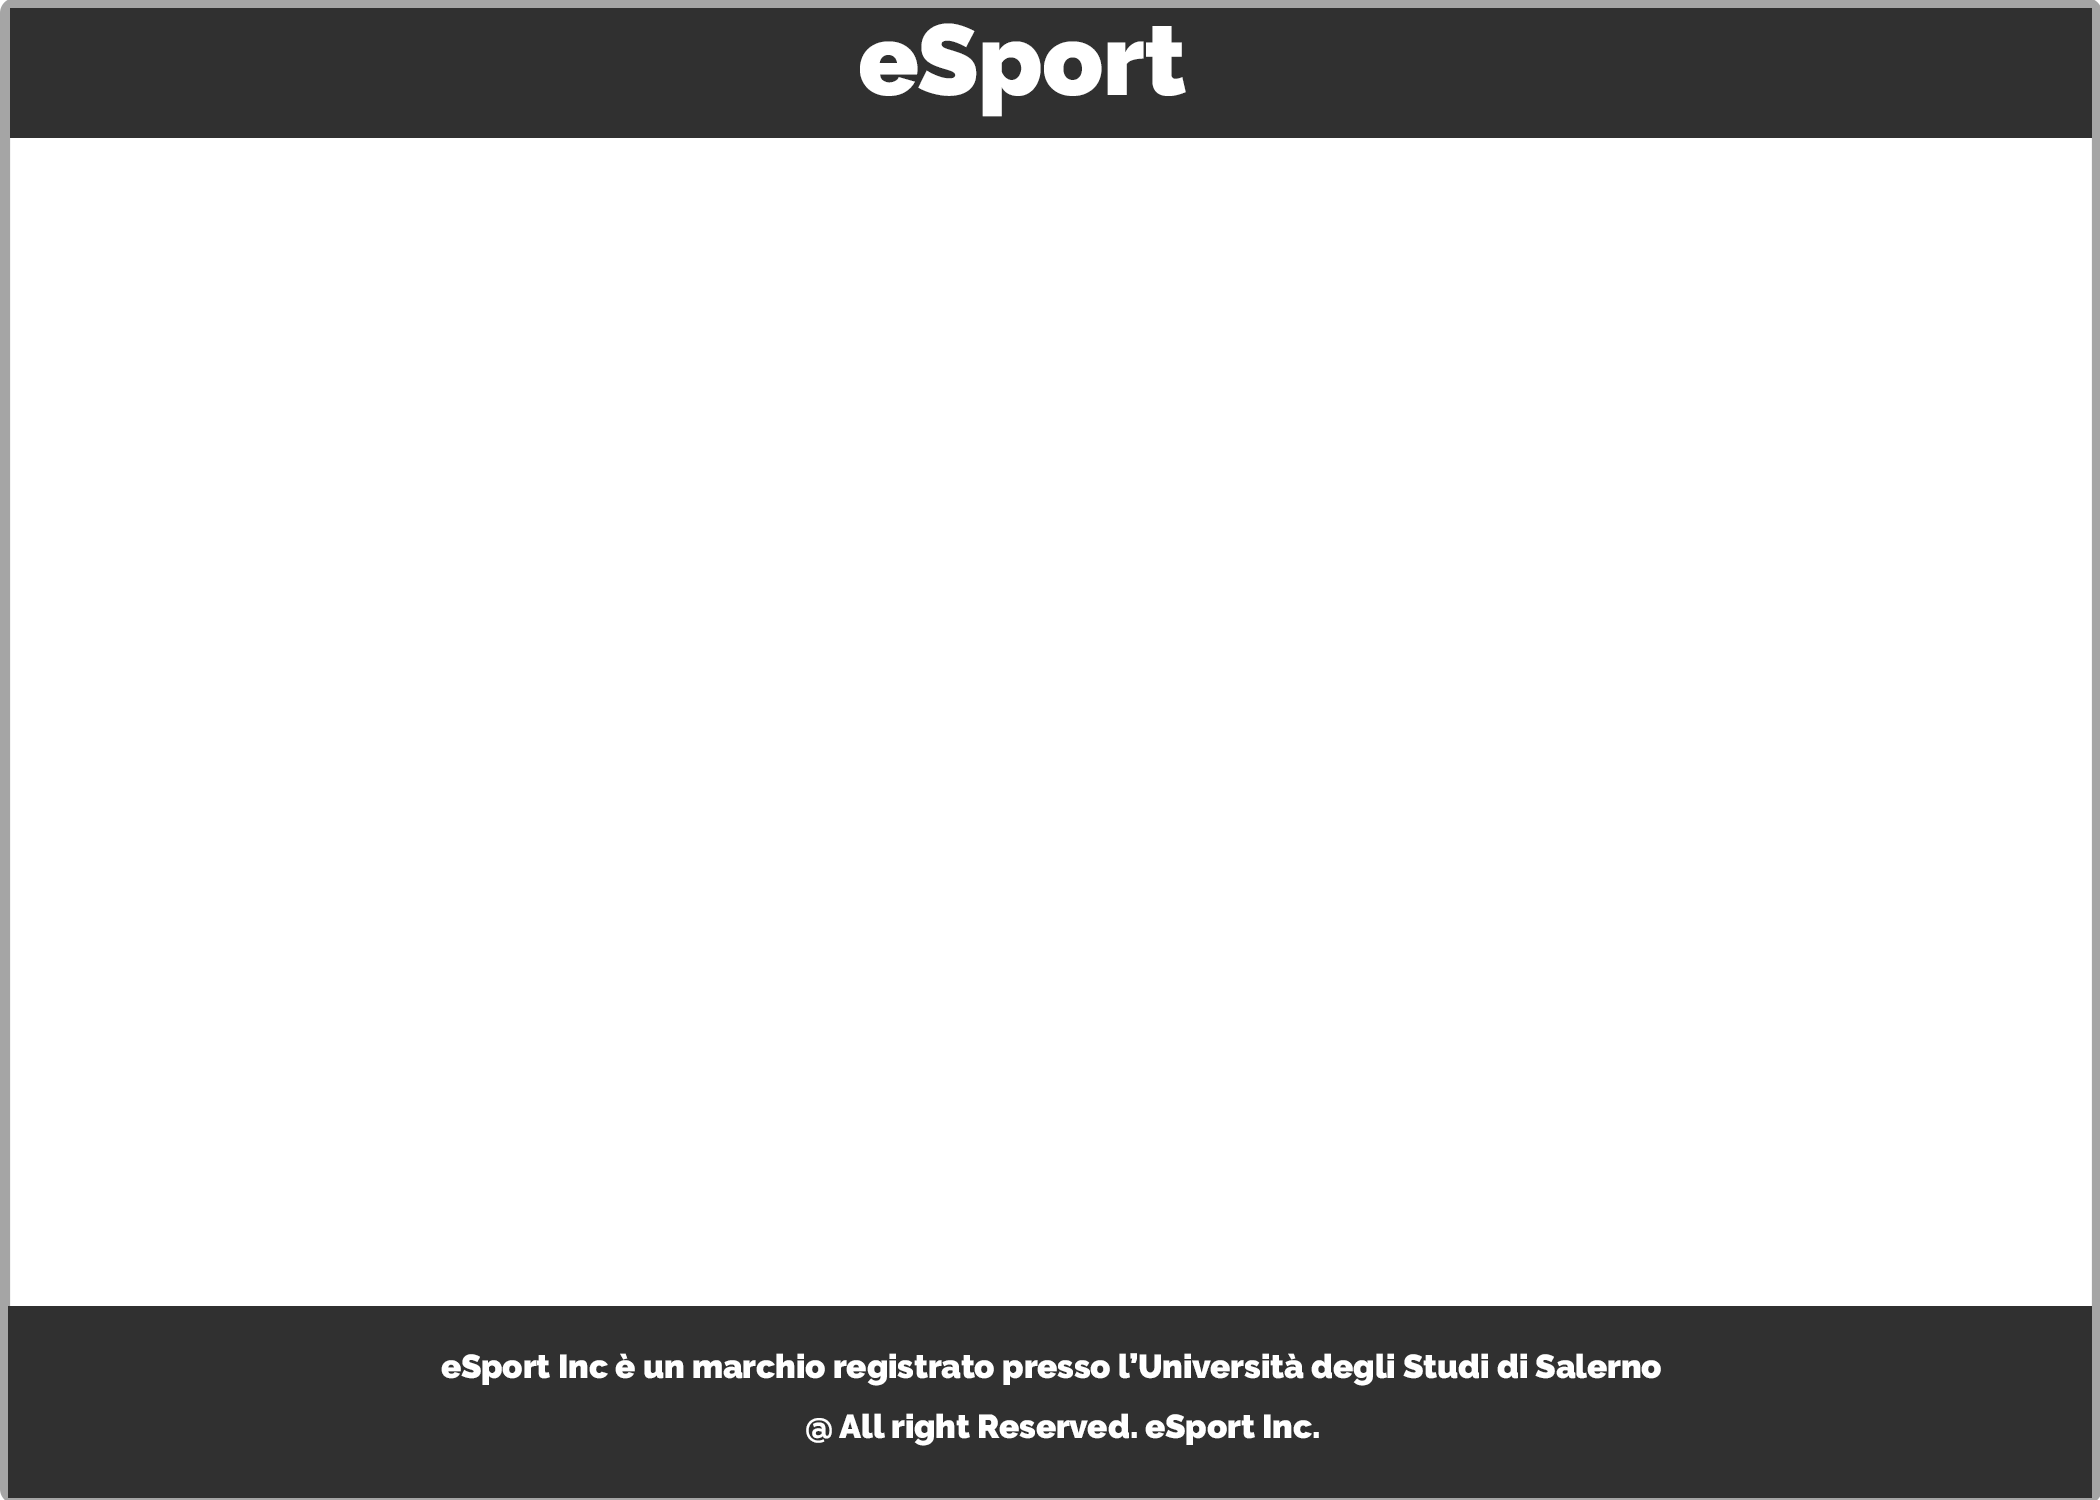 eSport
eSport Inc è un marchio registrato presso l’Università degli Studi di Salerno
@ All right Reserved. eSport Inc.